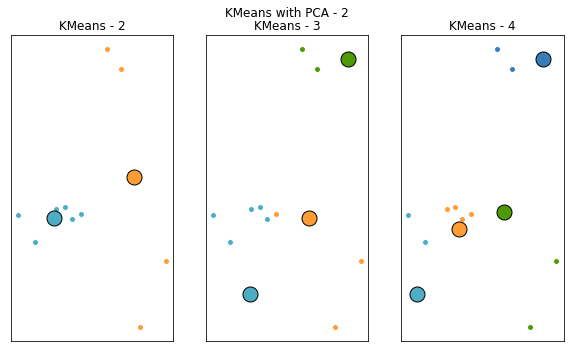 KMeans with PCA - 2
KMeans - 2
KMeans - 3
KMeans - 4